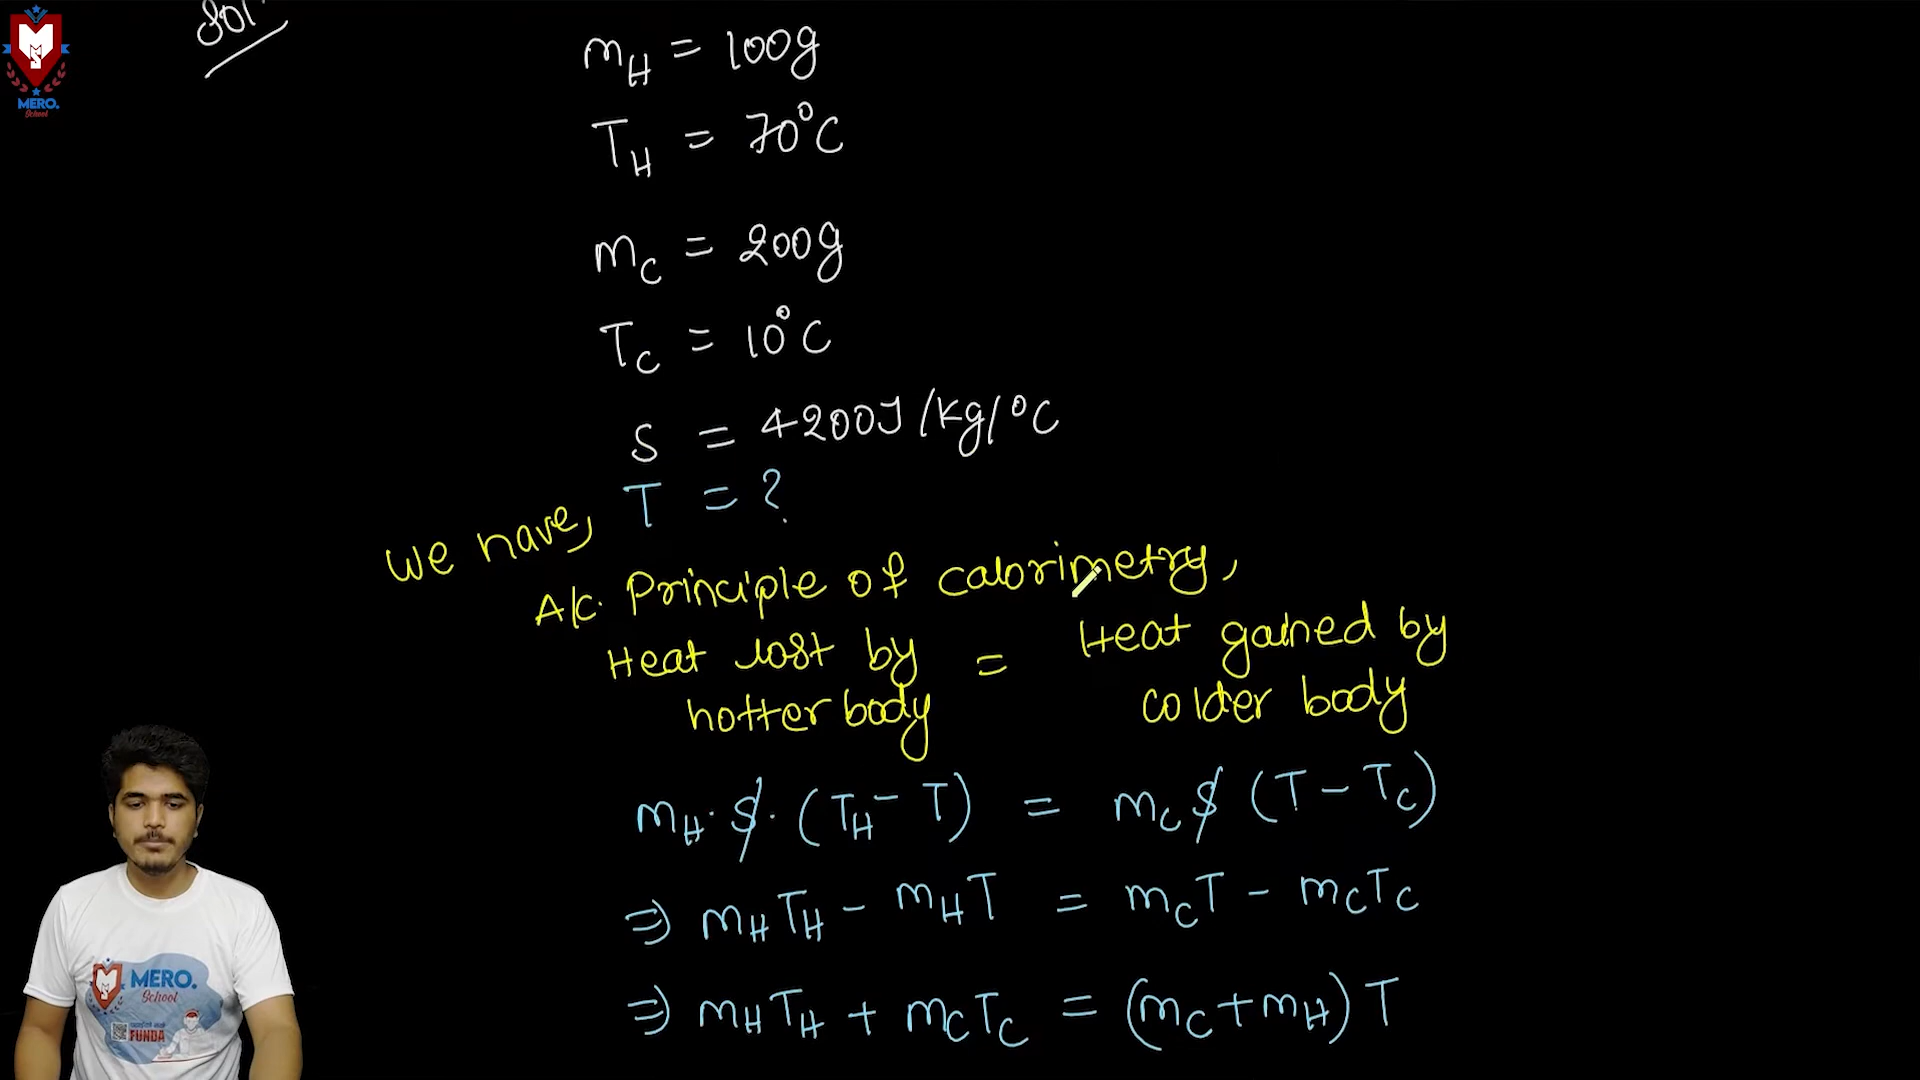 MERO.
School
Sol.
m_H = 100g
T_H = 70°C
m_C = 200g
T_C = 10°C
S = 4200J/kg/°C
T = ?
We have,
A/c. Principle of calorimetry,
Heat lost by = Heat gained by
hotter body colder body
m_H · S · (T_H - T) = m_C S (T - T_C)
⇒ m_H T_H - m_H T = m_C T - m_C T_C
⇒ m_H T_H + m_C T_C = (m_C + m_H) T
MERO.
School
FUNDA